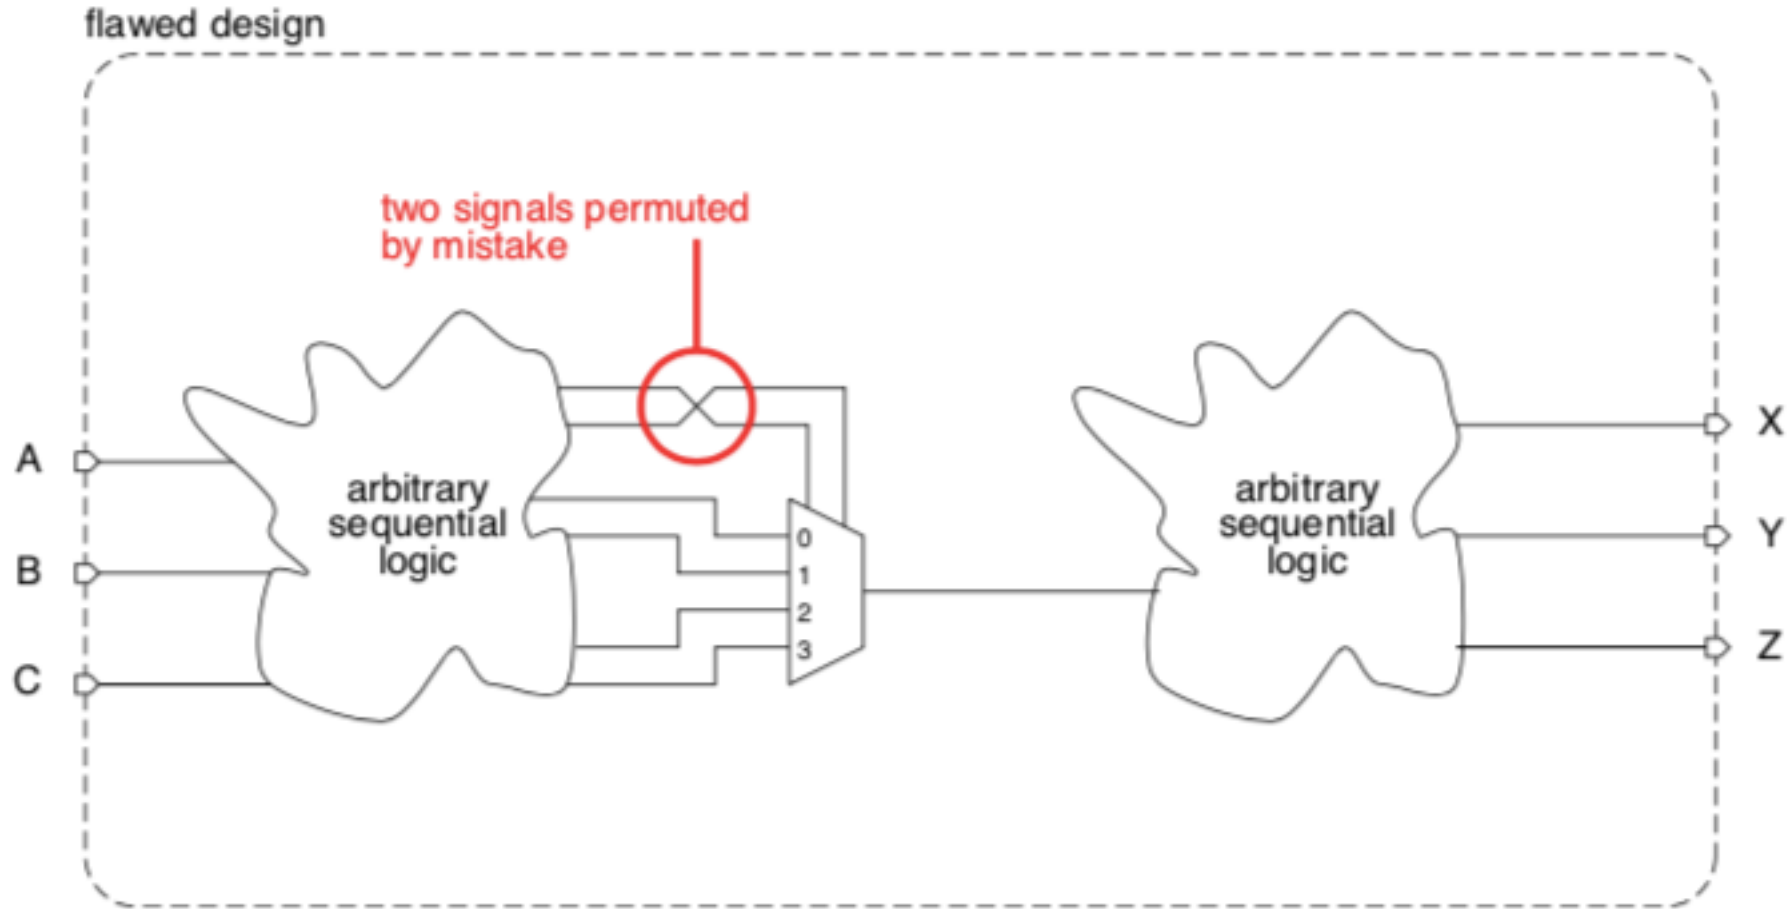 flawed design
two signals permuted
by mistake
A
B
C
arbitrary
sequential
logic
0
1
2
3
arbitrary
sequential
logic
X
Y
Z